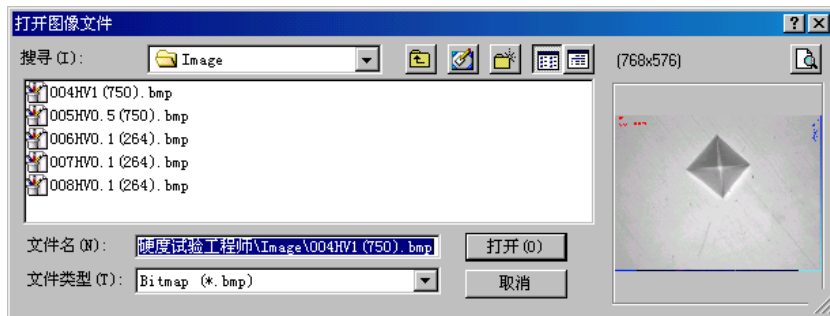 打开图像文件
搜寻(I):
Image
(768x576)
004HV1(750).bmp
005HV0.5(750).bmp
006HV0.1(264).bmp
007HV0.1(264).bmp
008HV0.1(264).bmp
文件名(N):
硬度试验工程师\Image\004HV1(750).bmp
打开(O)
文件类型(T):
Bitmap (*.bmp)
取消